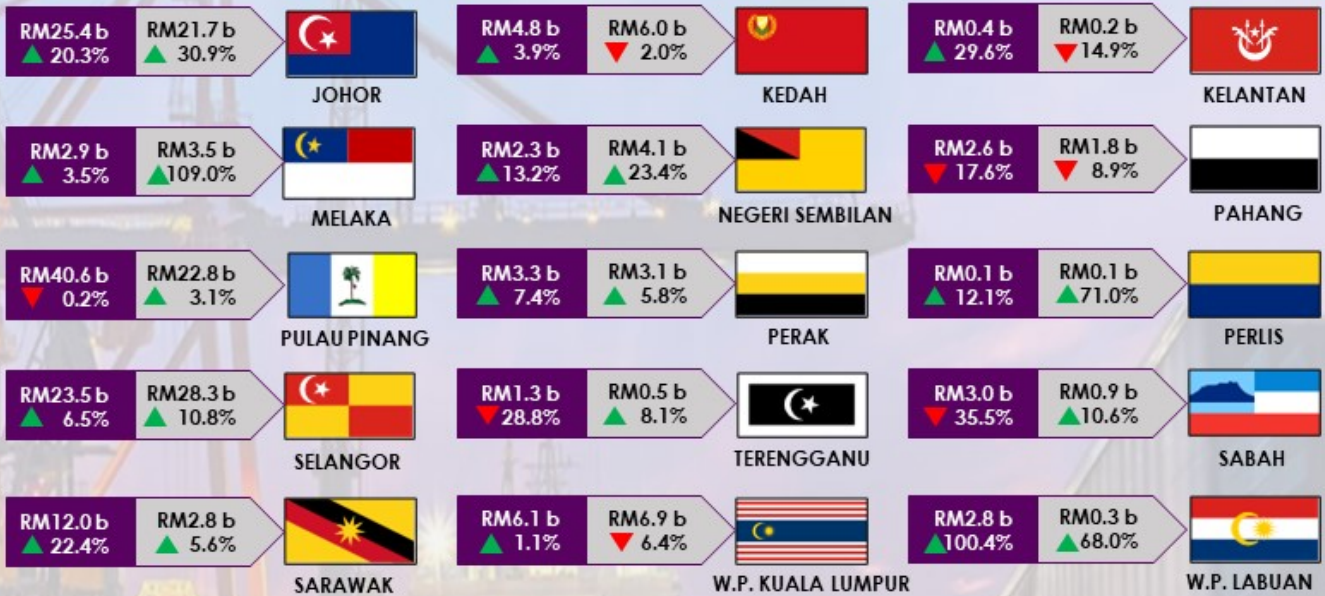 RM25.4 b RM21.7 b
▲ 20.3% ▲ 30.9%
JOHOR
RM4.8 b RM6.0 b
▲ 3.9% ▼ 2.0%
KEDAH
RM0.4 b RM0.2 b
▲ 29.6% ▼ 14.9%
KELANTAN
RM2.9 b RM3.5 b
▲ 3.5% ▲ 109.0%
MELAKA
RM2.3 b RM4.1 b
▲ 13.2% ▲ 23.4%
NEGERI SEMBILAN
RM2.6 b RM1.8 b
▼ 17.6% ▼ 8.9%
PAHANG
RM40.6 b RM22.8 b
▼ 0.2% ▲ 3.1%
PULAU PINANG
RM3.3 b RM3.1 b
▲ 7.4% ▲ 5.8%
PERAK
RM0.1 b RM0.1 b
▲ 12.1% ▲ 71.0%
PERLIS
RM23.5 b RM28.3 b
▲ 6.5% ▲ 10.8%
SELANGOR
RM1.3 b RM0.5 b
▼ 28.8% ▲ 8.1%
TERENGGANU
RM3.0 b RM0.9 b
▼ 35.5% ▲ 10.6%
SABAH
RM12.0 b RM2.8 b
▲ 22.4% ▲ 5.6%
SARAWAK
RM6.1 b RM6.9 b
▲ 1.1% ▼ 6.4%
W.P. KUALA LUMPUR
RM2.8 b RM0.3 b
▲ 100.4% ▲ 68.0%
W.P. LABUAN